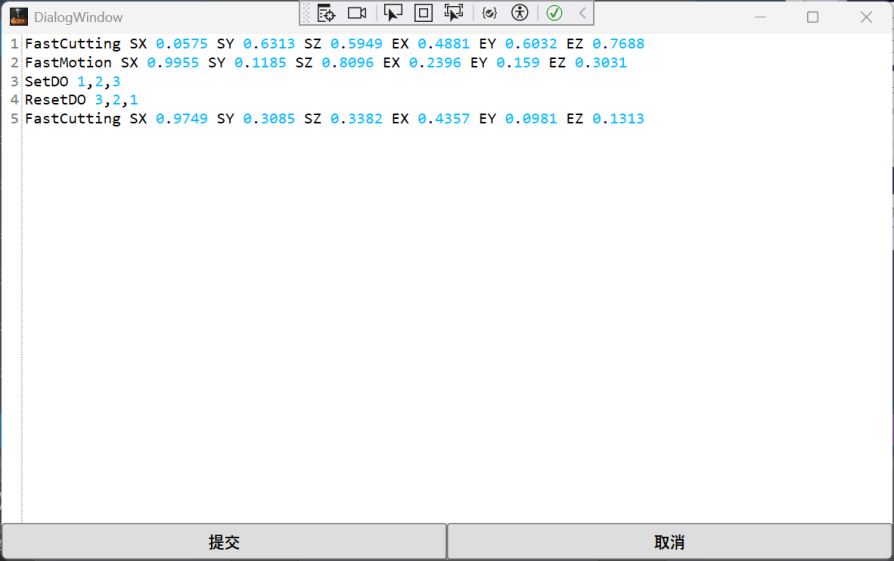 DialogWindow
1 FastCutting SX 0.0575 SY 0.6313 SZ 0.5949 EX 0.4881 EY 0.6032 EZ 0.7688
2 FastMotion SX 0.9955 SY 0.1185 SZ 0.8096 EX 0.2396 EY 0.159 EZ 0.3031
3 SetDO 1,2,3
4 ResetDO 3,2,1
5 FastCutting SX 0.9749 SY 0.3085 SZ 0.3382 EX 0.4357 EY 0.0981 EZ 0.1313
提交 取消